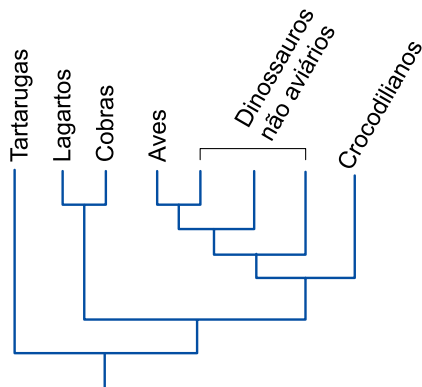 Tartarugas
Lagartos
Cobras
Aves
Dinossauros
não aviários
Crocodilianos